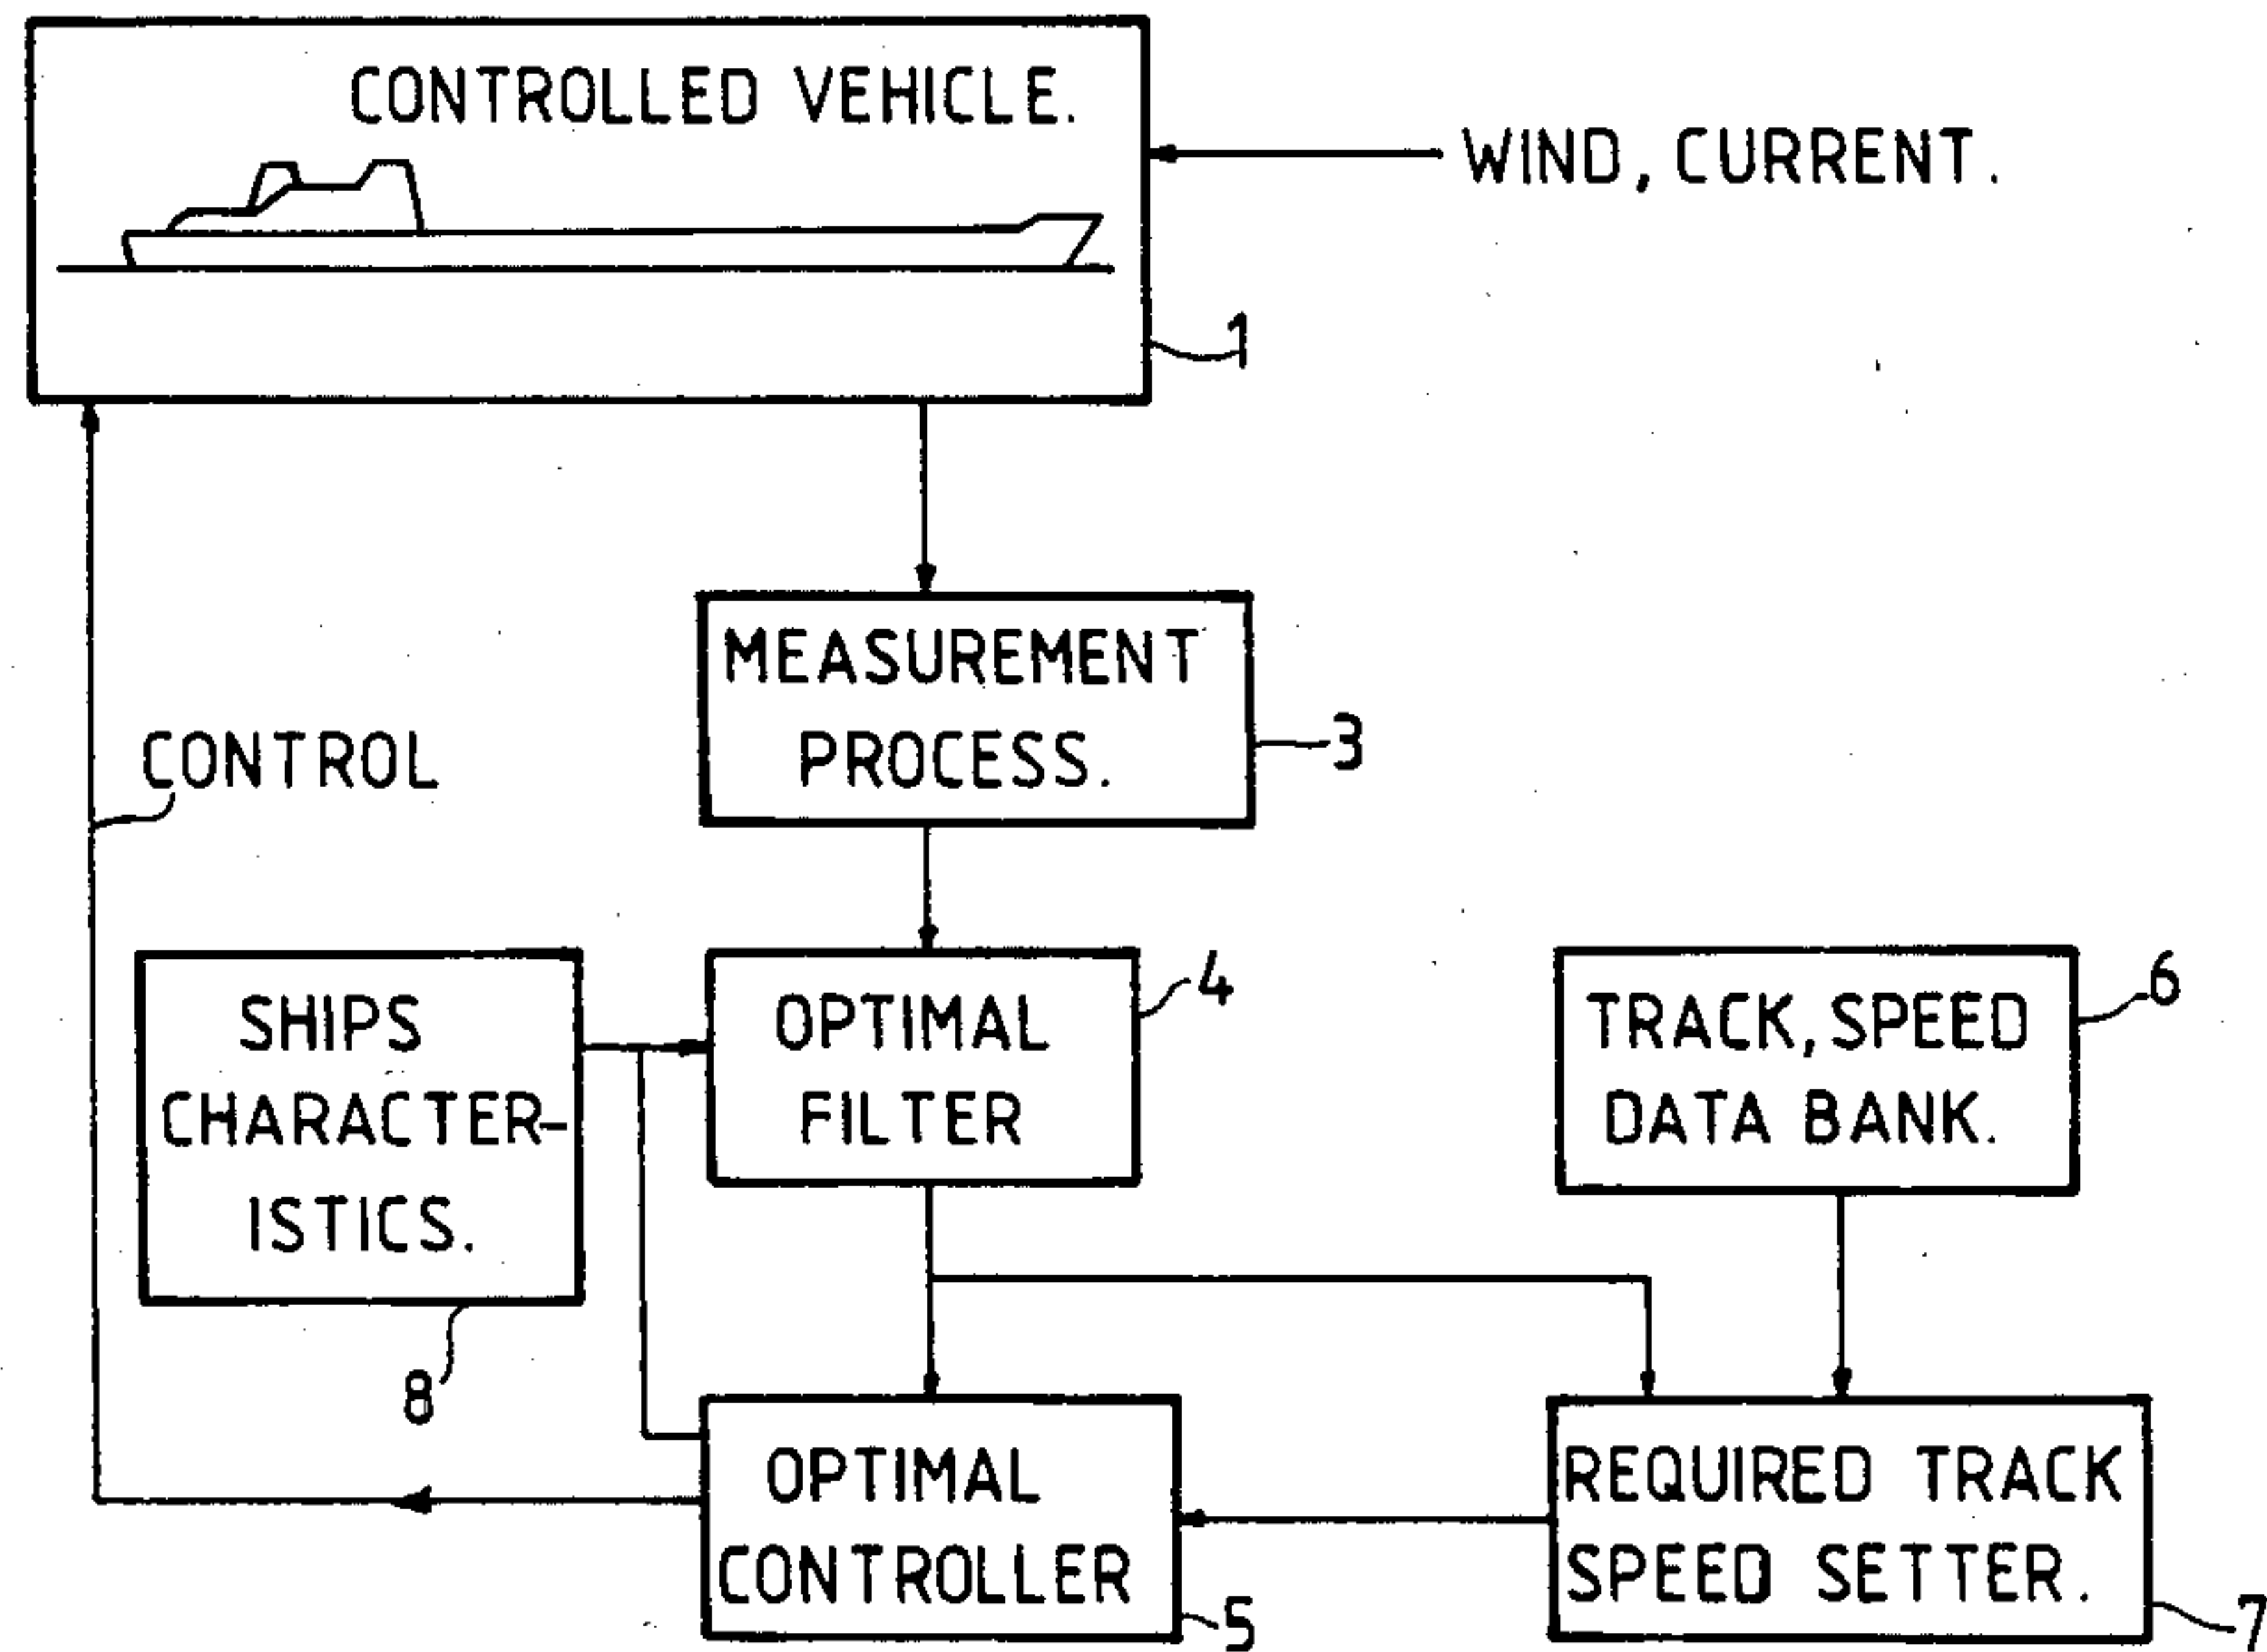 CONTROLLED VEHICLE.
WIND, CURRENT.
1
MEASUREMENT
PROCESS.
3
CONTROL
SHIPS
CHARACTER-
ISTICS.
8
OPTIMAL
FILTER
4
TRACK, SPEED
DATA BANK.
6
OPTIMAL
CONTROLLER
5
REQUIRED TRACK
SPEED SETTER.
7